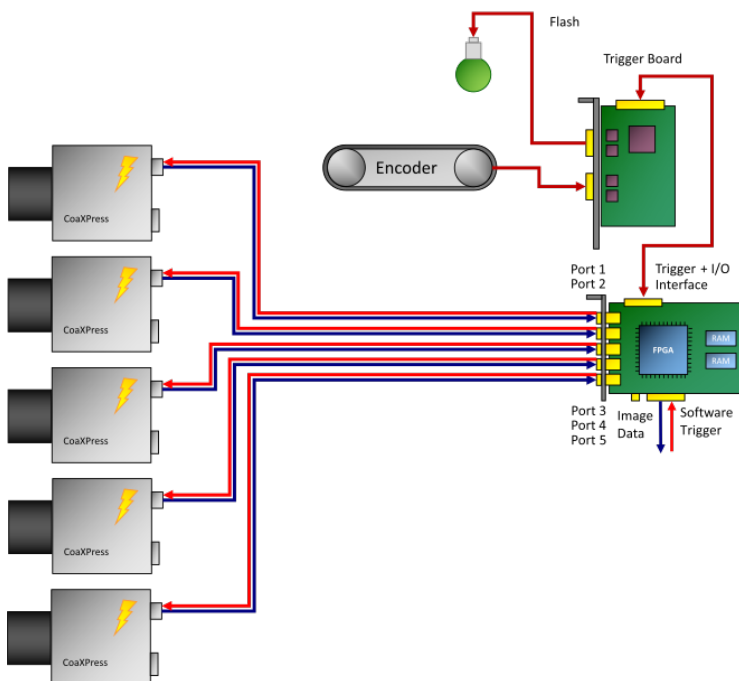 Flash
Trigger Board
Encoder
CoaXPress
Port 1
Port 2
Trigger + I/O
Interface
CoaXPress
FPGA
RAM
RAM
CoaXPress
Port 3
Port 4
Port 5
Image
Data
Software
Trigger
CoaXPress
CoaXPress